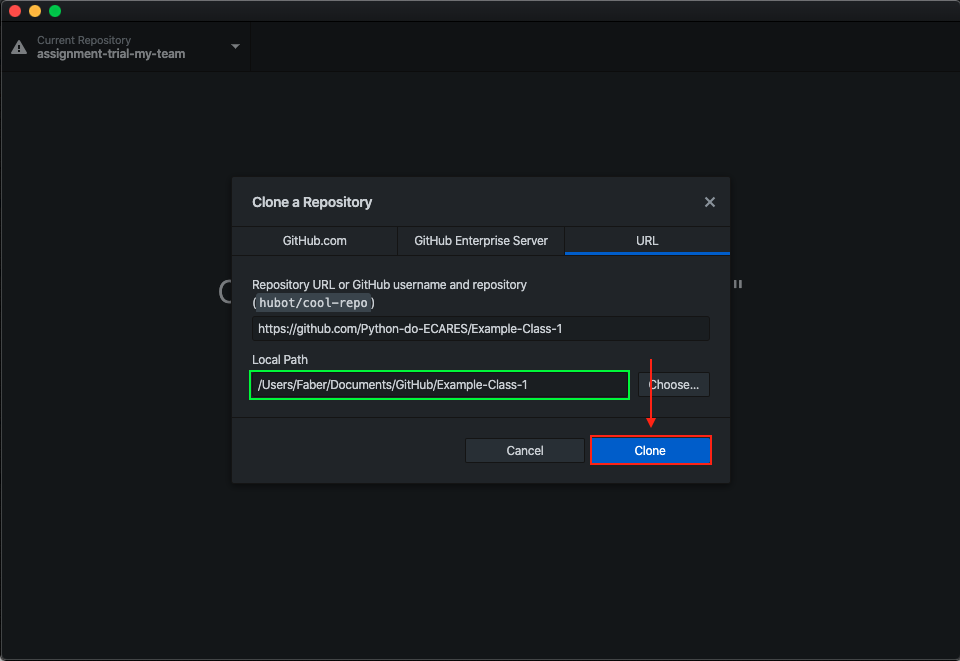 Current Repository
assignment-trial-my-team
Clone a Repository
GitHub.com
GitHub Enterprise Server
URL
Repository URL or GitHub username and repository
(hubot/cool-repo)
https://github.com/Python-do-ECARES/Example-Class-1
Local Path
/Users/Faber/Documents/GitHub/Example-Class-1
Choose...
Cancel
Clone